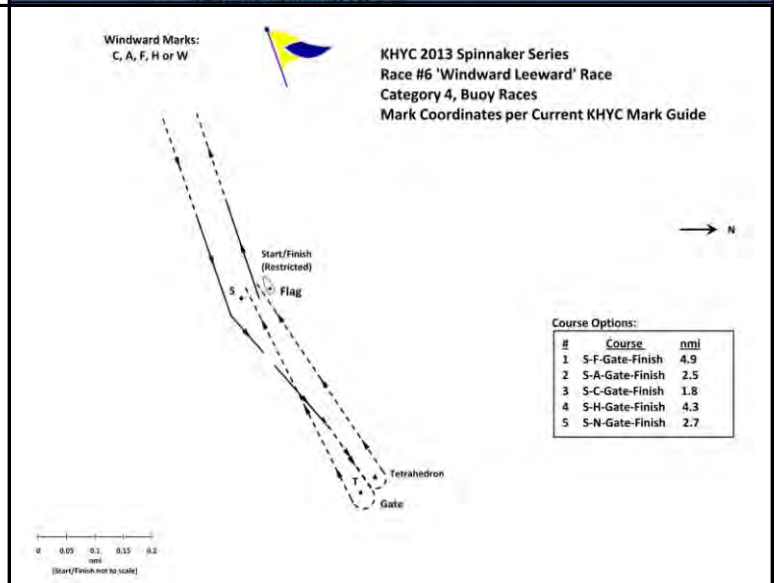 Windward Marks:
C, A, F, H or W
KHYC 2013 Spinnaker Series
Race #6 'Windward Leeward' Race
Category 4, Buoy Races
Mark Coordinates per Current KHYC Mark Guide
N
Start/Finish
(Restricted)
S
Flag
Course Options:
# Course nmi
1 S-F-Gate-Finish 4.9
2 S-A-Gate-Finish 2.5
3 S-C-Gate-Finish 1.8
4 S-H-Gate-Finish 4.3
5 S-N-Gate-Finish 2.7
Tetrahedron
T
Gate
0 0.05 0.1 0.15 0.2
nmi
(Start/Finish not to scale)